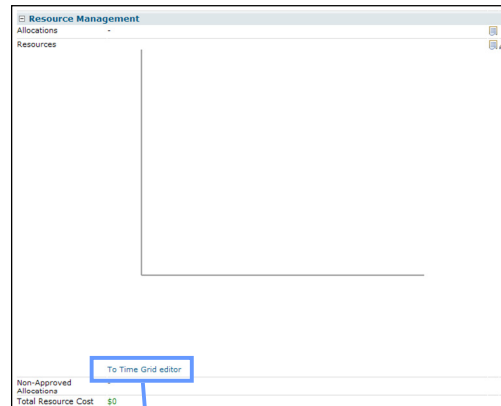 Resource Management
Allocations -
Resources
To Time Grid editor
Non-Approved -
Allocations
Total Resource Cost $0